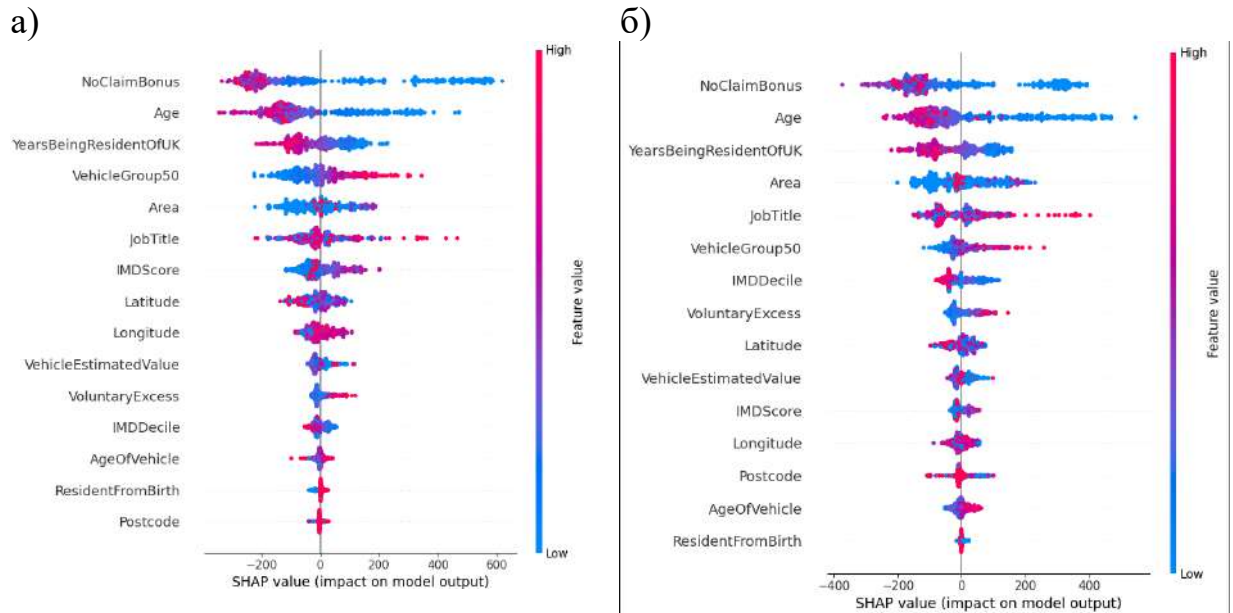 а)
High
NoClaimBonus
Age
YearsBeingResidentOfUK
VehicleGroup50
Area
JobTitle
IMDScore
Latitude
Longitude
VehicleEstimatedValue
VoluntaryExcess
IMDDecile
AgeOfVehicle
ResidentFromBirth
Postcode
Feature value
Low
−200 0 200 400 600
SHAP value (impact on model output)
б)
High
NoClaimBonus
Age
YearsBeingResidentOfUK
Area
JobTitle
VehicleGroup50
IMDDecile
VoluntaryExcess
Latitude
VehicleEstimatedValue
IMDScore
Longitude
Postcode
AgeOfVehicle
ResidentFromBirth
Feature value
Low
−400 −200 0 200 400
SHAP value (impact on model output)